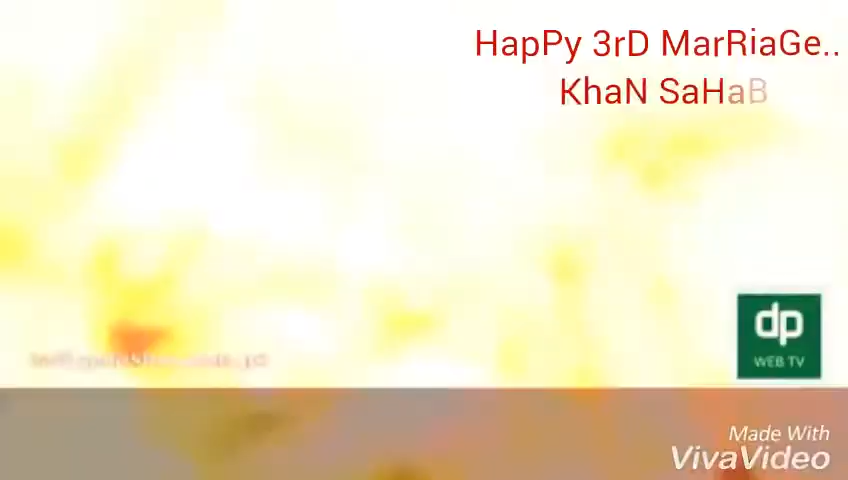 HapPy 3rD MarRiaGe..
KhaN SaHaB
dp
WEB TV
Made With
VivaVideo